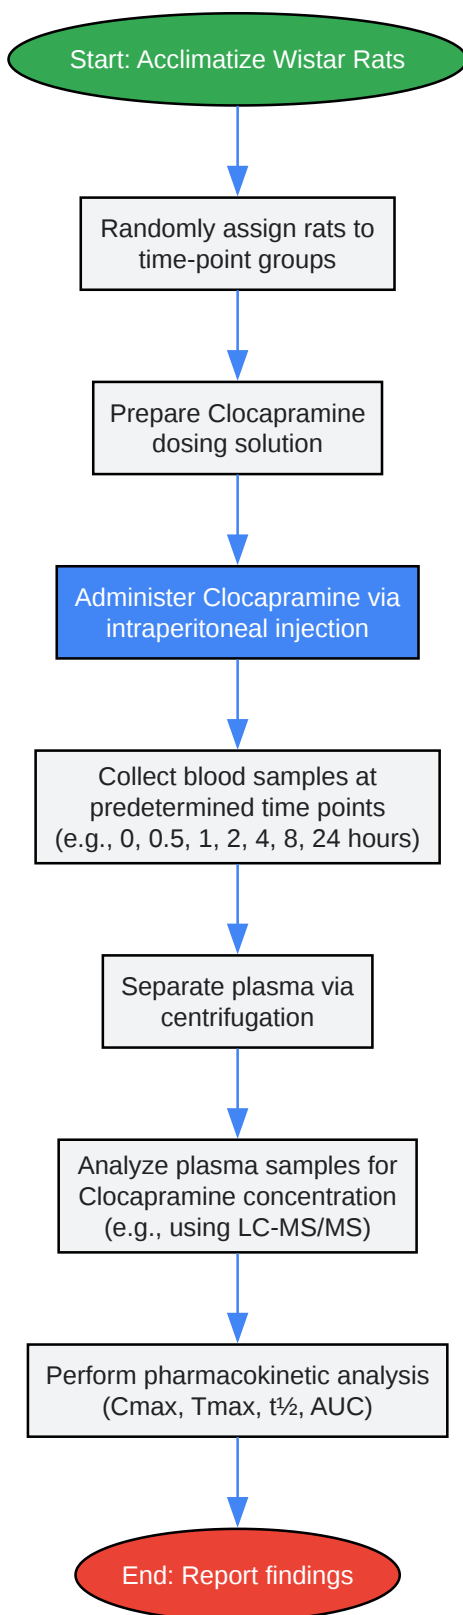 Start: Acclimatize Wistar Rats
Randomly assign rats to
time-point groups
Prepare Clocapramine
dosing solution
Administer Clocapramine via
intraperitoneal injection
Collect blood samples at
predetermined time points
(e.g., 0, 0.5, 1, 2, 4, 8, 24 hours)
Separate plasma via
centrifugation
Analyze plasma samples for
Clocapramine concentration
(e.g., using LC-MS/MS)
Perform pharmacokinetic analysis
(Cmax, Tmax, t½, AUC)
End: Report findings